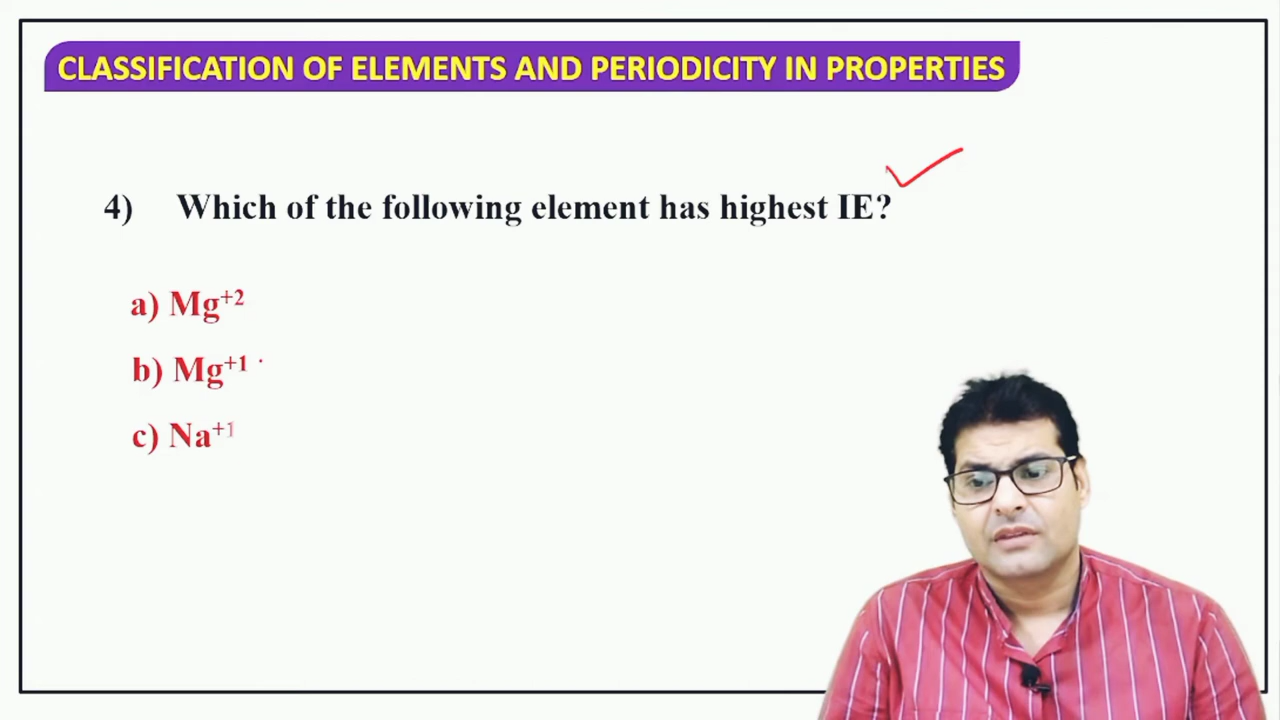 CLASSIFICATION OF ELEMENTS AND PERIODICITY IN PROPERTIES
4) Which of the following element has highest IE?
a) Mg⁺²
b) Mg⁺¹
c) Na⁺¹